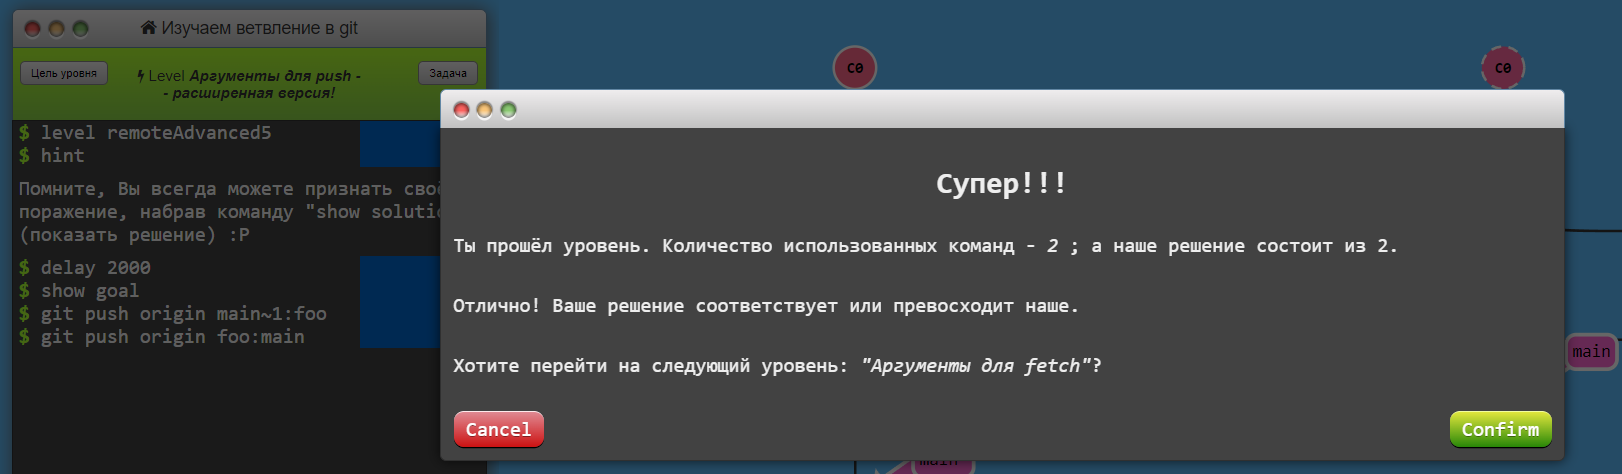 Изучаем ветвление в git
Цель уровня
Level Аргументы для push -
- расширенная версия!
Задача
$ level remoteAdvanced5
$ hint
Помните, Вы всегда можете признать своё
поражение, набрав команду "show soluti
(показать решение) :P
$ delay 2000
$ show goal
$ git push origin main~1:foo
$ git push origin foo:main
C0
C0
Супер!!!
Ты прошёл уровень. Количество использованных команд - 2 ; а наше решение состоит из 2.
Отлично! Ваше решение соответствует или превосходит наше.
Хотите перейти на следующий уровень: "Аргументы для fetch"?
Cancel
Confirm
main
main